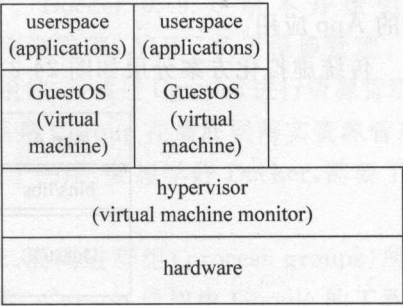 userspace userspace
(applications) (applications)
GuestOS GuestOS
(virtual (virtual
machine) machine)
hypervisor
(virtual machine monitor)
hardware